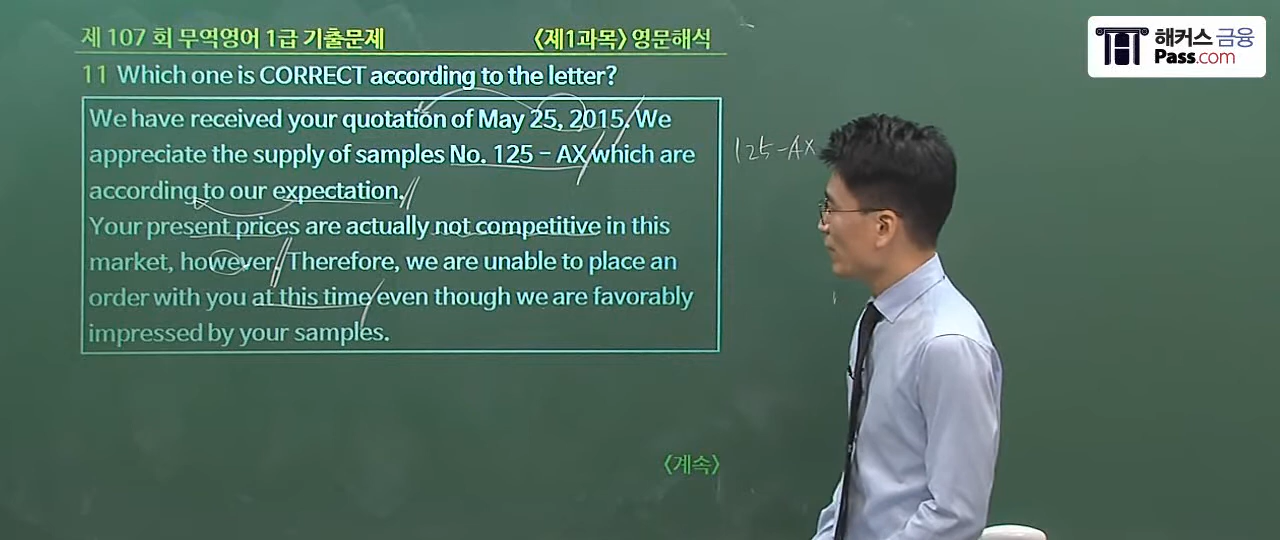 제 107 회 무역영어 1급 기출문제 〈제1과목〉 영문해석
해커스 금융
Pass.com
11 Which one is CORRECT according to the letter?
We have received your quotation of May 25, 2015. We
appreciate the supply of samples No. 125 – AX which are
according to our expectation.
Your present prices are actually not competitive in this
market, however. Therefore, we are unable to place an
order with you at this time even though we are favorably
impressed by your samples.
125-AX
〈계속〉